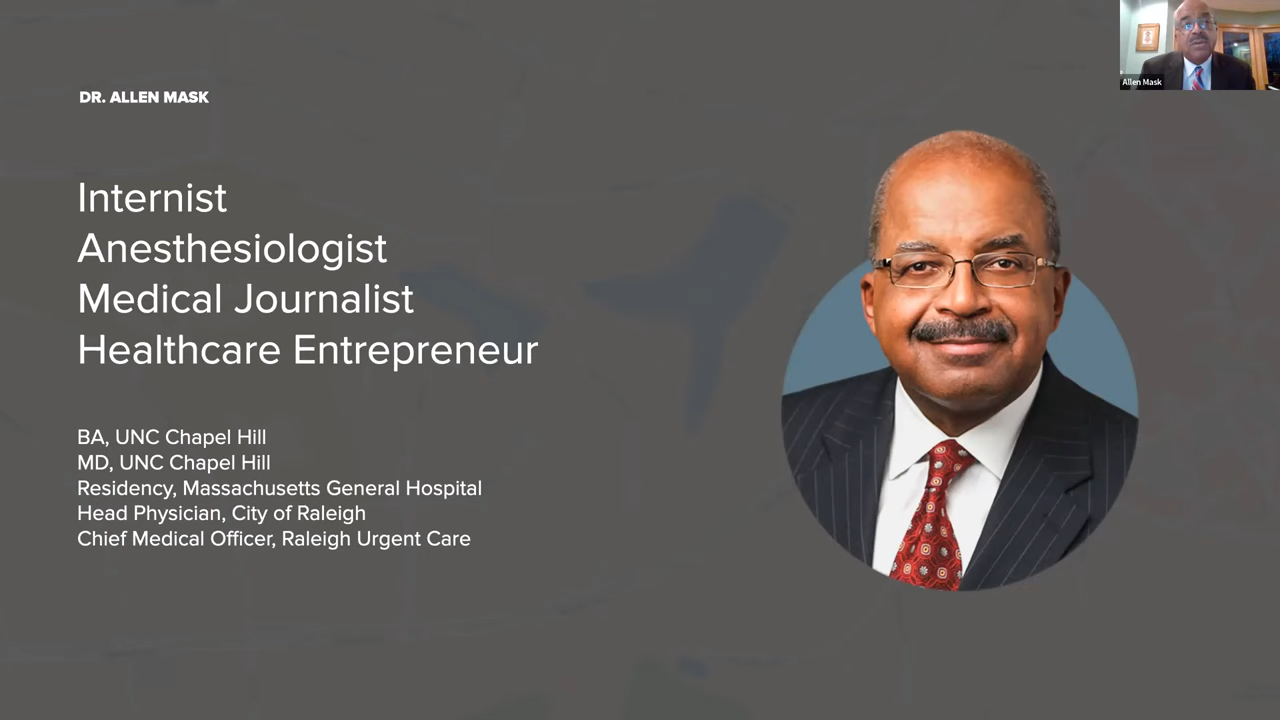 DR. ALLEN MASK
Internist
Anesthesiologist
Medical Journalist
Healthcare Entrepreneur
BA, UNC Chapel Hill
MD, UNC Chapel Hill
Residency, Massachusetts General Hospital
Head Physician, City of Raleigh
Chief Medical Officer, Raleigh Urgent Care
Allen Mask